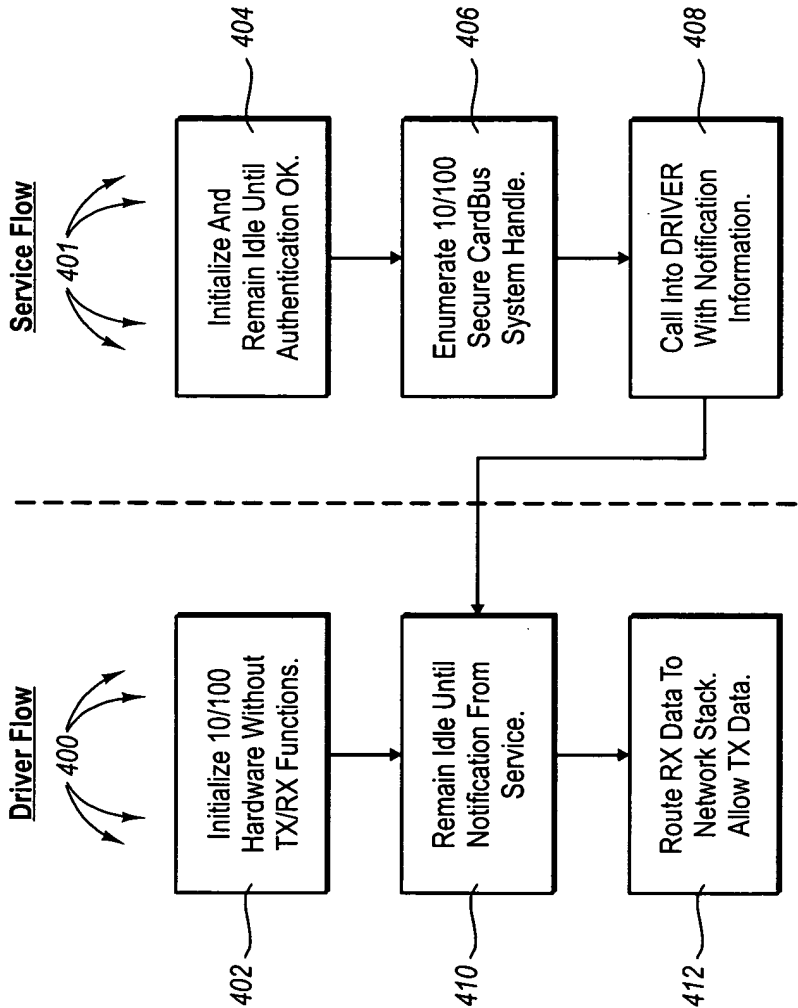 Driver Flow
400
Initialize 10/100
Hardware Without
TX/RX Functions.
402
Remain Idle Until
Notification From
Service.
410
Route RX Data To
Network Stack.
Allow TX Data.
412
Service Flow
401
Initialize And
Remain Idle Until
Authentication OK.
404
Enumerate 10/100
Secure CardBus
System Handle.
406
Call Into DRIVER
With Notification
Information.
408